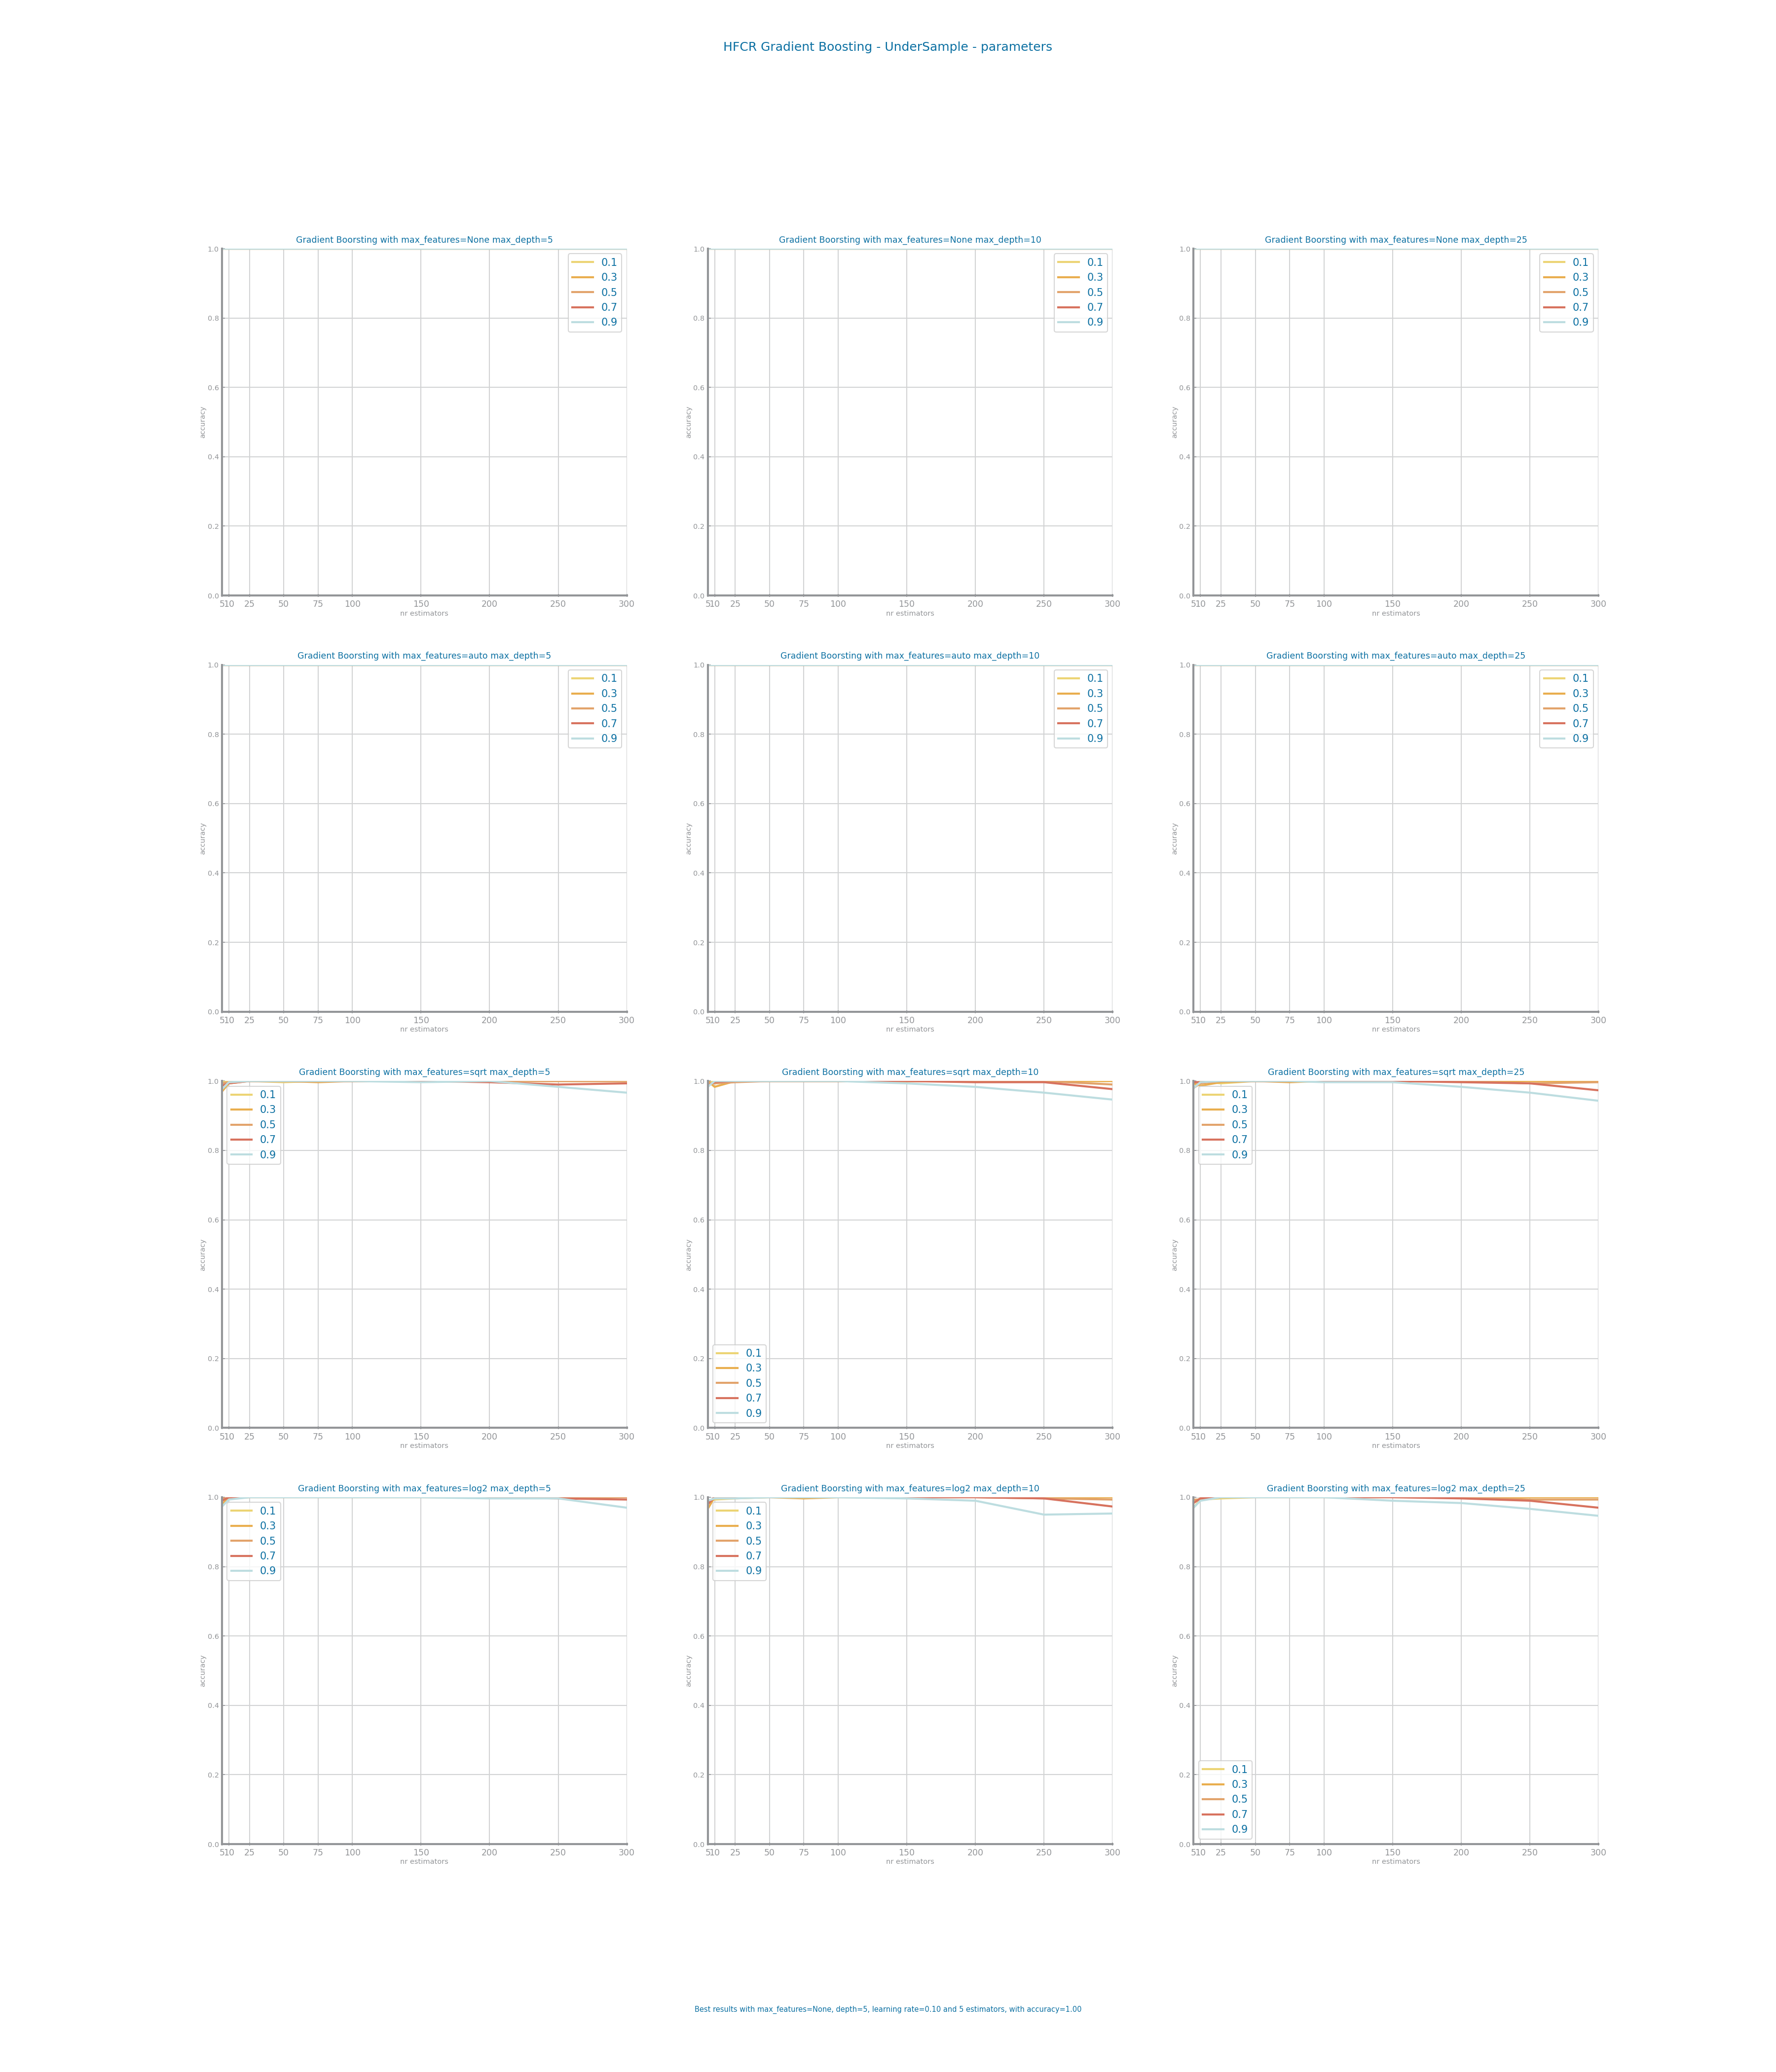 HFCR Gradient Boosting - UnderSample - parameters
Gradient Boorsting with max_features=None max_depth=5
1.0
0.8
0.6
0.4
0.2
0.0
accuracy
0.1
0.3
0.5
0.7
0.9
5 10 25 50 75 100 150 200 250 300
nr estimators
Gradient Boorsting with max_features=None max_depth=10
1.0
0.8
0.6
0.4
0.2
0.0
accuracy
0.1
0.3
0.5
0.7
0.9
5 10 25 50 75 100 150 200 250 300
nr estimators
Gradient Boorsting with max_features=None max_depth=25
1.0
0.8
0.6
0.4
0.2
0.0
accuracy
0.1
0.3
0.5
0.7
0.9
5 10 25 50 75 100 150 200 250 300
nr estimators
Gradient Boorsting with max_features=auto max_depth=5
1.0
0.8
0.6
0.4
0.2
0.0
accuracy
0.1
0.3
0.5
0.7
0.9
5 10 25 50 75 100 150 200 250 300
nr estimators
Gradient Boorsting with max_features=auto max_depth=10
1.0
0.8
0.6
0.4
0.2
0.0
accuracy
0.1
0.3
0.5
0.7
0.9
5 10 25 50 75 100 150 200 250 300
nr estimators
Gradient Boorsting with max_features=auto max_depth=25
1.0
0.8
0.6
0.4
0.2
0.0
accuracy
0.1
0.3
0.5
0.7
0.9
5 10 25 50 75 100 150 200 250 300
nr estimators
Gradient Boorsting with max_features=sqrt max_depth=5
1.0
0.8
0.6
0.4
0.2
0.0
accuracy
0.1
0.3
0.5
0.7
0.9
5 10 25 50 75 100 150 200 250 300
nr estimators
Gradient Boorsting with max_features=sqrt max_depth=10
1.0
0.8
0.6
0.4
0.2
0.0
accuracy
0.1
0.3
0.5
0.7
0.9
5 10 25 50 75 100 150 200 250 300
nr estimators
Gradient Boorsting with max_features=sqrt max_depth=25
1.0
0.8
0.6
0.4
0.2
0.0
accuracy
0.1
0.3
0.5
0.7
0.9
5 10 25 50 75 100 150 200 250 300
nr estimators
Gradient Boorsting with max_features=log2 max_depth=5
1.0
0.8
0.6
0.4
0.2
0.0
accuracy
0.1
0.3
0.5
0.7
0.9
5 10 25 50 75 100 150 200 250 300
nr estimators
Gradient Boorsting with max_features=log2 max_depth=10
1.0
0.8
0.6
0.4
0.2
0.0
accuracy
0.1
0.3
0.5
0.7
0.9
5 10 25 50 75 100 150 200 250 300
nr estimators
Gradient Boorsting with max_features=log2 max_depth=25
1.0
0.8
0.6
0.4
0.2
0.0
accuracy
0.1
0.3
0.5
0.7
0.9
5 10 25 50 75 100 150 200 250 300
nr estimators
Best results with max_features=None, depth=5, learning rate=0.10 and 5 estimators, with accuracy=1.00